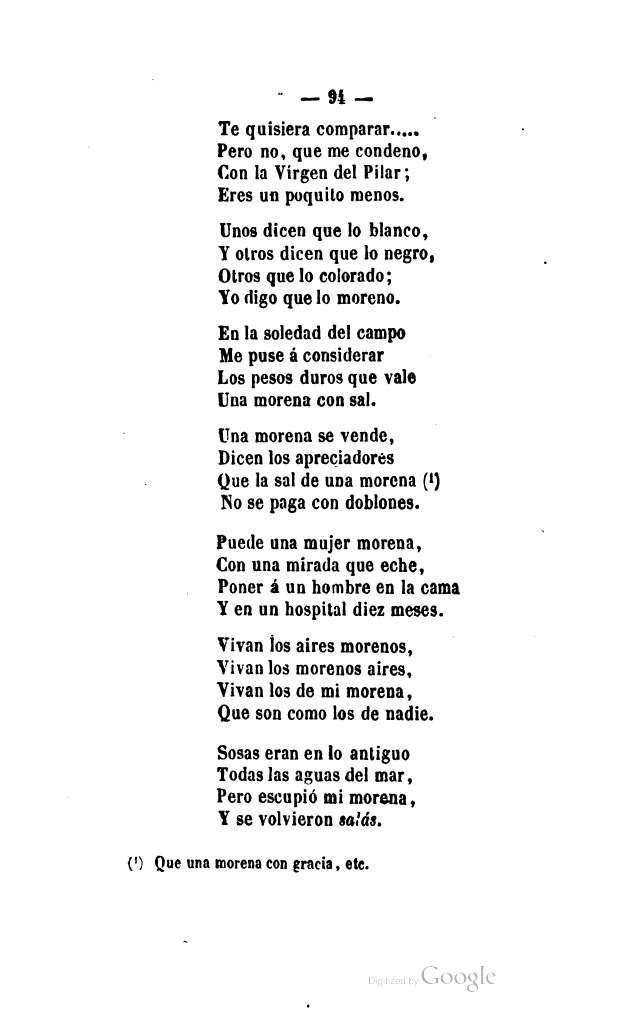 — 94 —
Te quisiera comparar.....
Pero no, que me condeno,
Con la Vírgen del Pilar;
Eres un poquito menos.
Unos dicen que lo blanco,
Y otros dicen que lo negro,
Otros que lo colorado;
Yo digo que lo moreno.
En la soledad del campo
Me puse á considerar
Los pesos duros que vale
Una morena con sal.
Una morena se vende,
Dicen los apreciadores
Que la sal de una morena (¹)
No se paga con doblones.
Puede una mujer morena,
Con una mirada que eche,
Poner á un hombre en la cama
Y en un hospital diez meses.
Vivan los aires morenos,
Vivan los morenos aires,
Vivan los de mi morena,
Que son como los de nadie.
Sosas eran en lo antiguo
Todas las aguas del mar,
Pero escupió mi morena,
Y se volvieron salás.
(¹) Que una morena con gracia, etc.
Digitized by Google